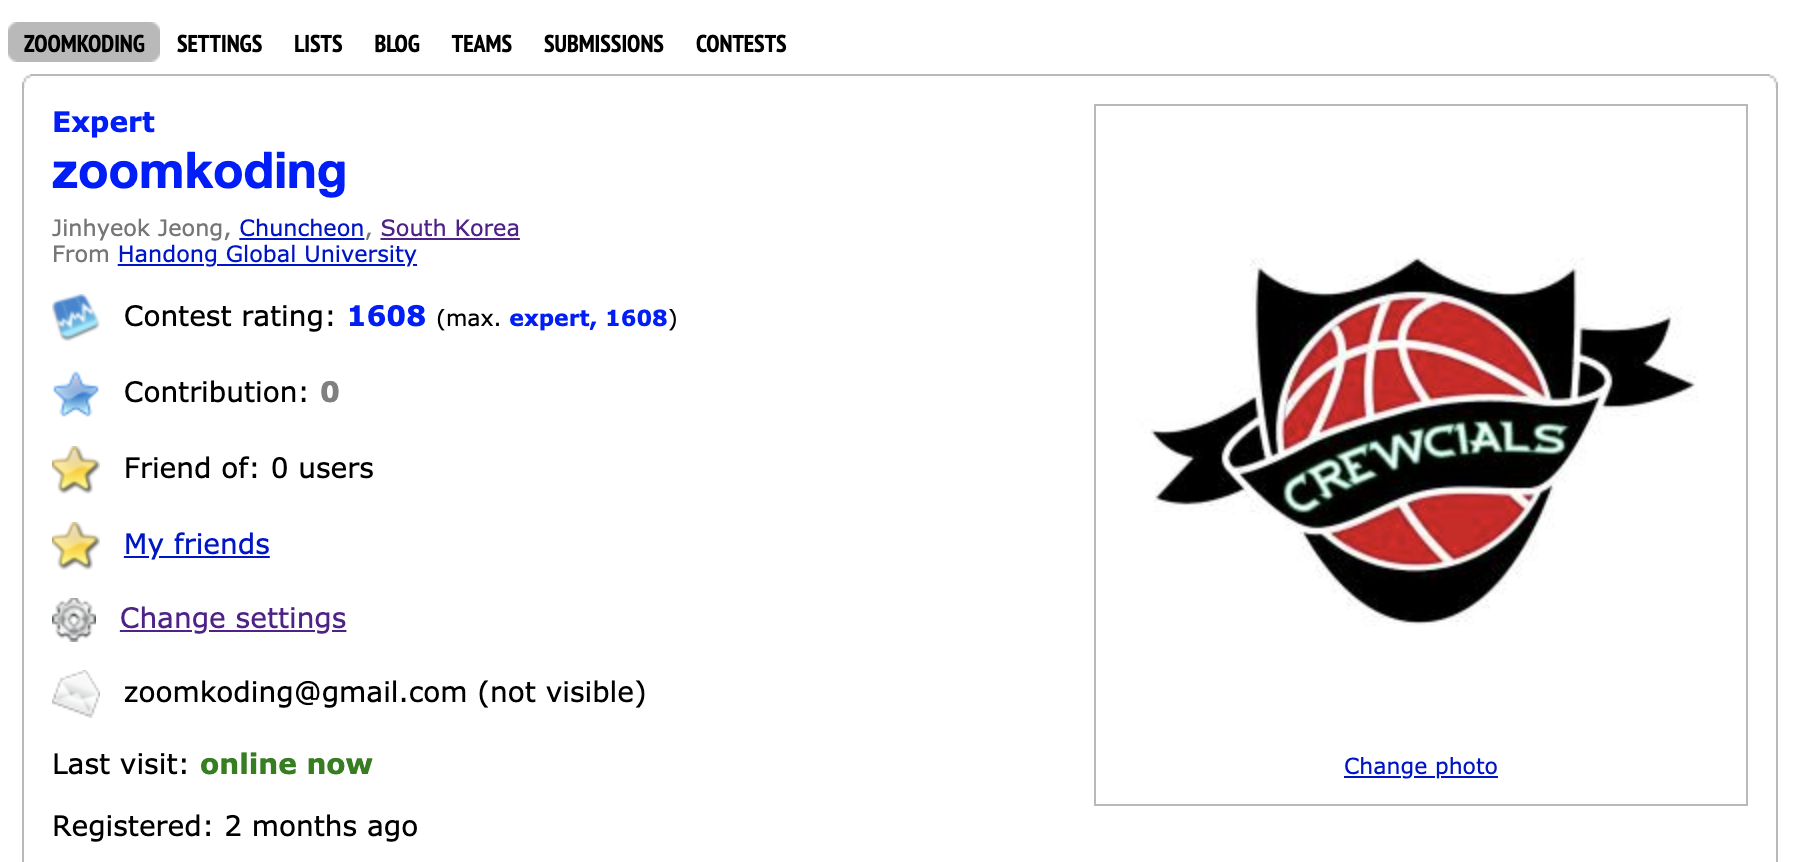 ZOOMKODING SETTINGS LISTS BLOG TEAMS SUBMISSIONS CONTESTS
Expert
zoomkoding
Jinhyeok Jeong, Chuncheon, South Korea
From Handong Global University
Contest rating: 1608 (max. expert, 1608)
Contribution: 0
Friend of: 0 users
My friends
Change settings
zoomkoding@gmail.com (not visible)
Last visit: online now
Registered: 2 months ago
CREWCIALS
Change photo